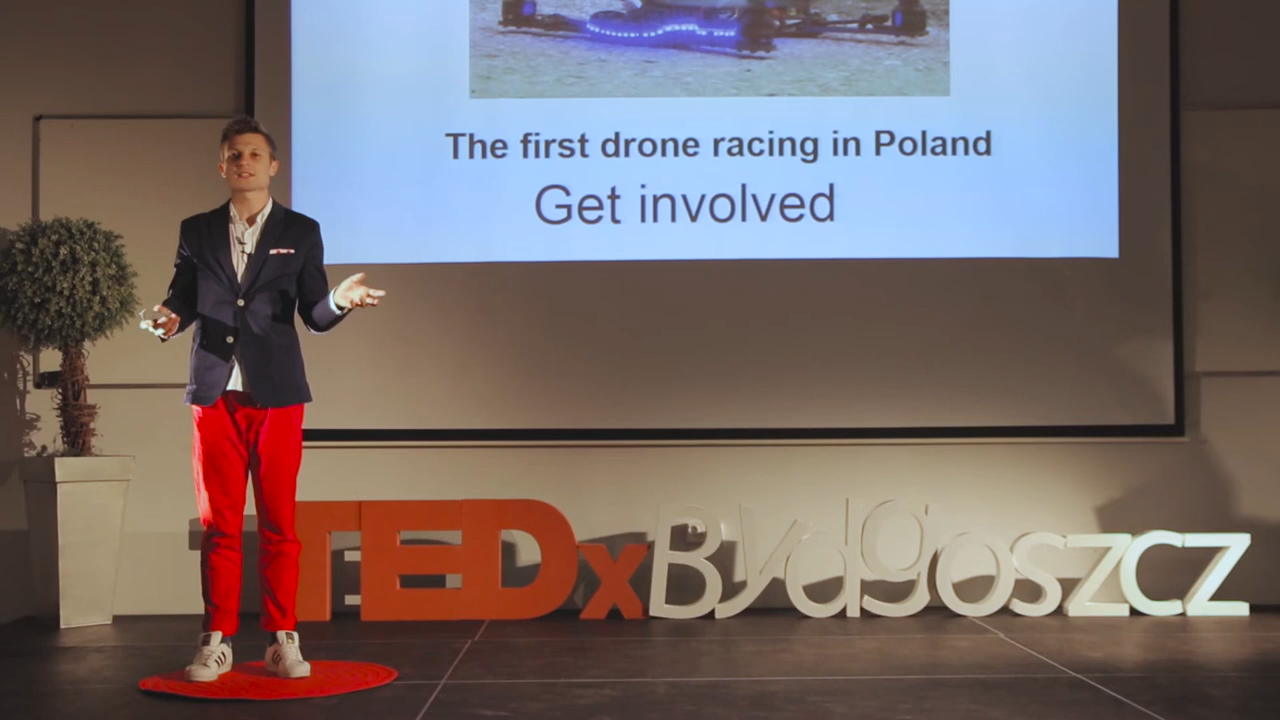 The first drone racing in Poland
Get involved
TEDxBydgoszcz